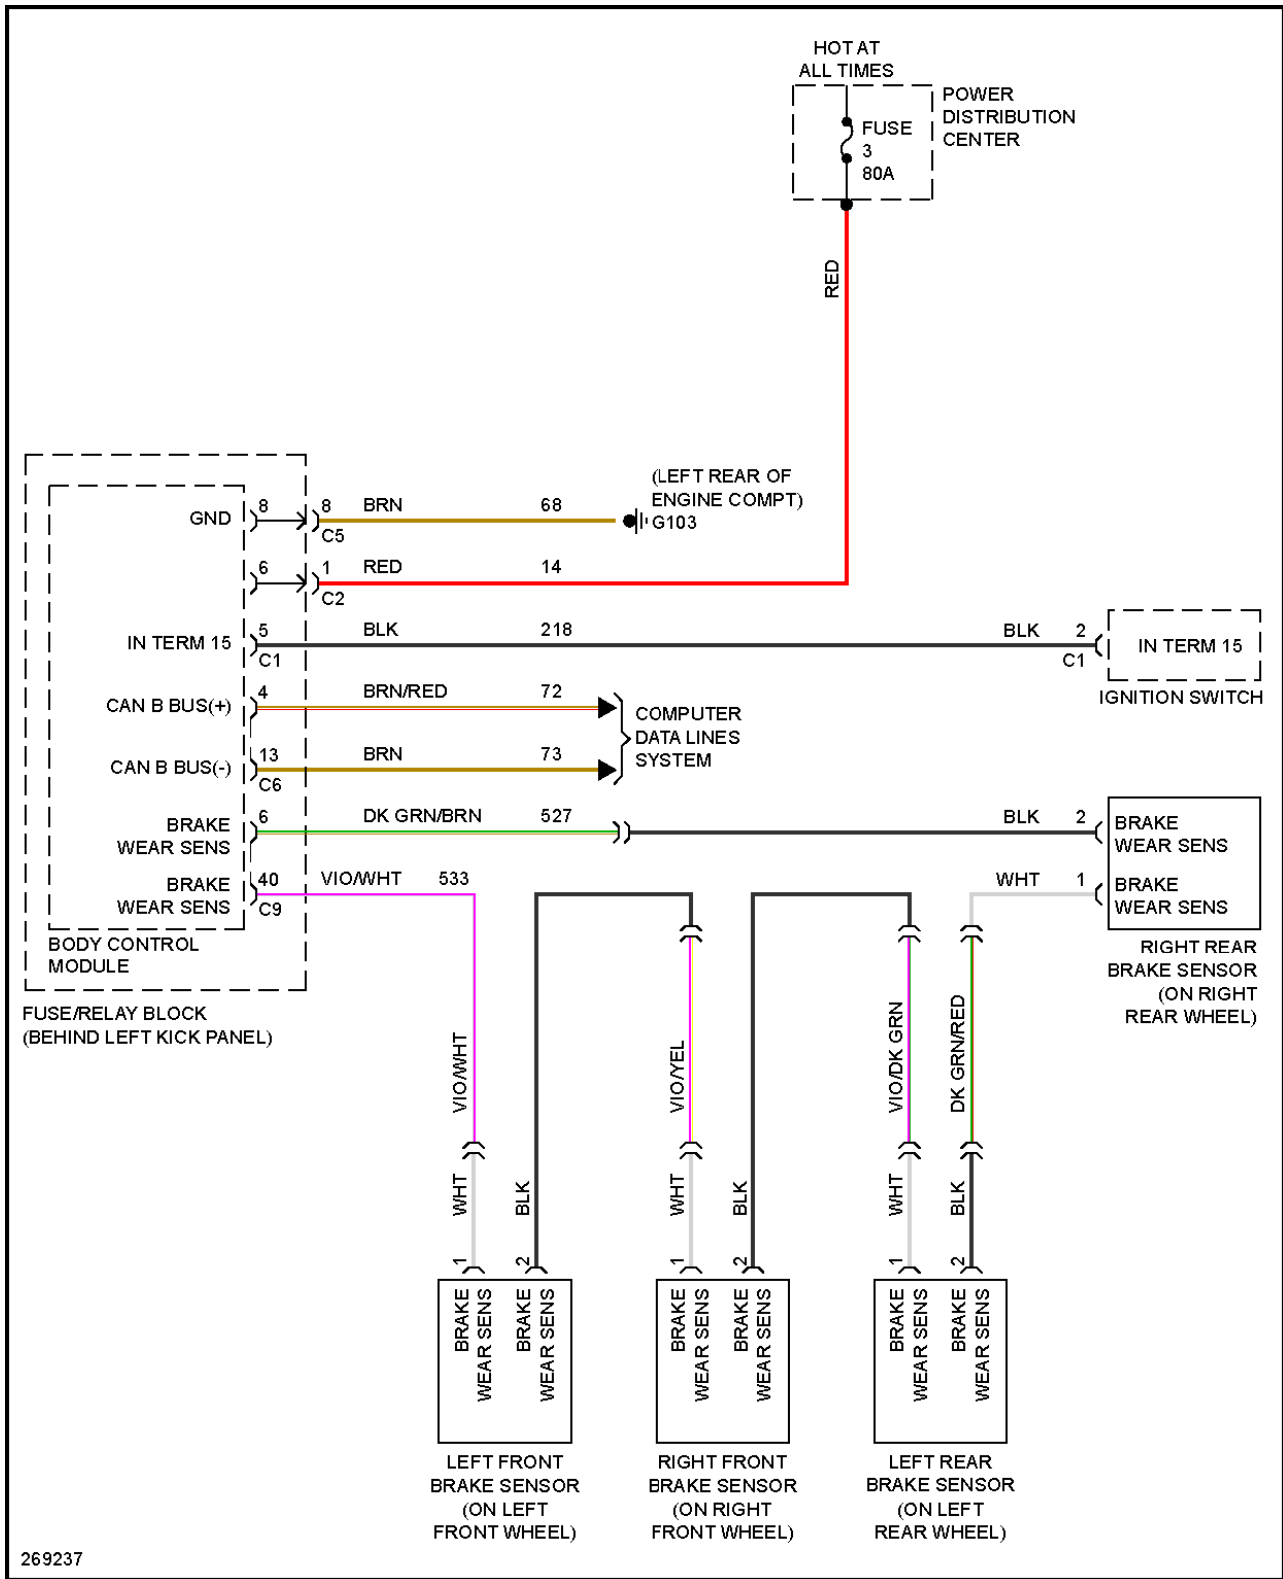 HOT AT
ALL TIMES
POWER
DISTRIBUTION
CENTER
FUSE
3
80A
RED
(LEFT REAR OF
ENGINE COMPT)
G103
GND
8
8
BRN
68
C5
6
1
RED
14
C2
IN TERM 15
5
BLK
218
BLK
2
IN TERM 15
C1
C1
IGNITION SWITCH
CAN B BUS(+)
4
BRN/RED
72
COMPUTER
DATA LINES
SYSTEM
CAN B BUS(-)
13
BRN
73
C6
BRAKE
WEAR SENS
6
DK GRN/BRN
527
BLK
2
BRAKE
WEAR SENS
BRAKE
WEAR SENS
40
VIO/WHT
533
C9
WHT
1
BRAKE
WEAR SENS
BODY CONTROL
MODULE
RIGHT REAR
BRAKE SENSOR
(ON RIGHT
REAR WHEEL)
FUSE/RELAY BLOCK
(BEHIND LEFT KICK PANEL)
VIO/WHT
VIO/YEL
VIO/DK GRN
DK GRN/RED
WHT
BLK
WHT
BLK
WHT
BLK
1
2
1
2
1
2
BRAKE
WEAR SENS
BRAKE
WEAR SENS
BRAKE
WEAR SENS
BRAKE
WEAR SENS
BRAKE
WEAR SENS
BRAKE
WEAR SENS
LEFT FRONT
BRAKE SENSOR
(ON LEFT
FRONT WHEEL)
RIGHT FRONT
BRAKE SENSOR
(ON RIGHT
FRONT WHEEL)
LEFT REAR
BRAKE SENSOR
(ON LEFT
REAR WHEEL)
269237